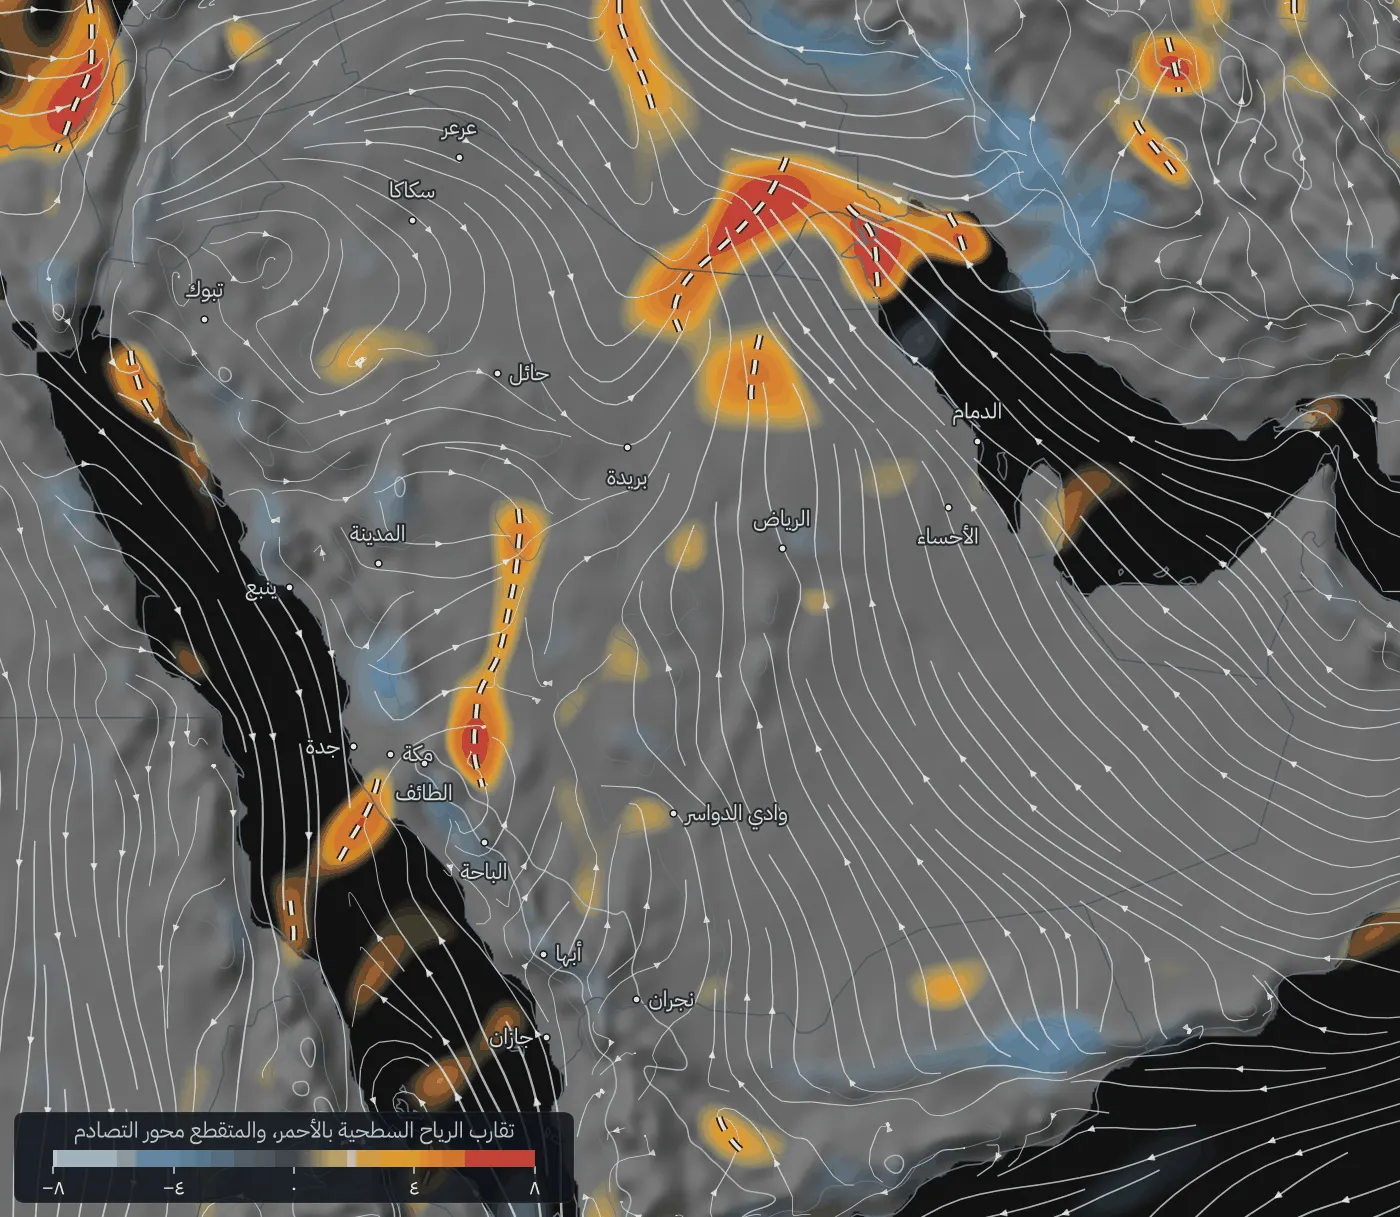 عرعر
سكاكا
تبوك
حائل
الدمام
بريدة
الرياض
الأحساء
المدينة
ينبع
جدة
مكة
الطائف
وادي الدواسر
الباحة
أبها
نجران
جازان
تقارب الرياح السطحية بالأحمر، والمتقطع محور التصادم
−٨ −٤ ٠ ٤ ٨